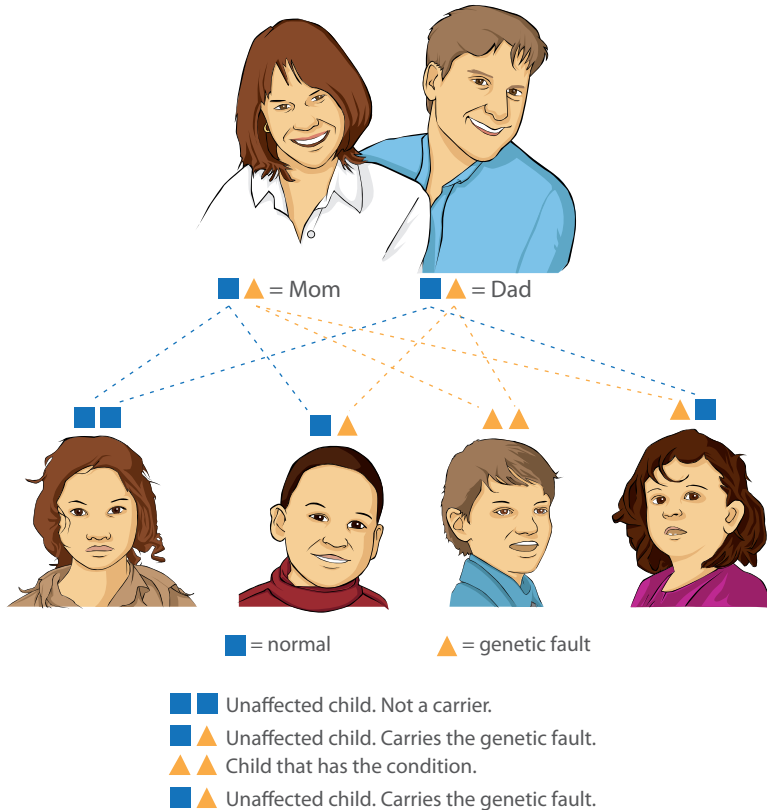 = Mom = Dad
= normal = genetic fault
Unaffected child. Not a carrier.
Unaffected child. Carries the genetic fault.
Child that has the condition.
Unaffected child. Carries the genetic fault.